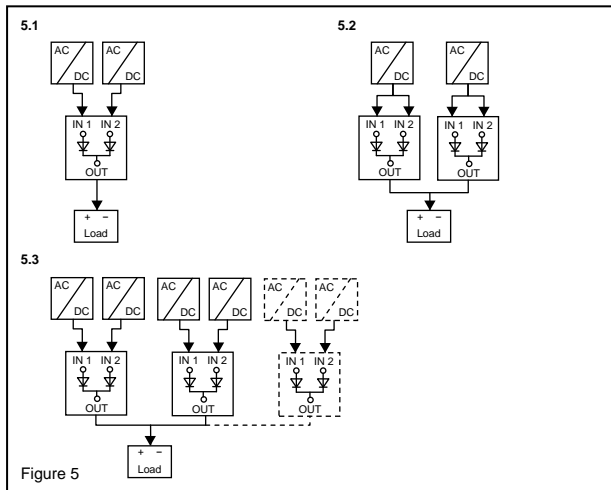 5.1
AC
DC
AC
DC
IN 1 IN 2
OUT
+ −
Load
5.2
AC
DC
AC
DC
IN 1 IN 2
OUT
IN 1 IN 2
OUT
+ −
Load
5.3
AC
DC
AC
DC
AC
DC
AC
DC
AC
DC
AC
DC
IN 1 IN 2
OUT
IN 1 IN 2
OUT
IN 1 IN 2
OUT
+ −
Load
Figure 5